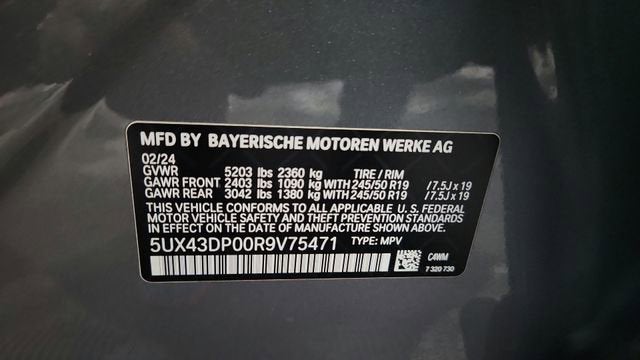 MFD BY BAYERISCHE MOTOREN WERKE AG
02/24
GVWR 5203 lbs 2360 kg TIRE / RIM
GAWR FRONT 2403 lbs 1090 kg WITH 245/50 R19 / 7.5J x 19
GAWR REAR 3042 lbs 1380 kg WITH 245/50 R19 / 7.5J x 19
THIS VEHICLE CONFORMS TO ALL APPLICABLE U. S. FEDERAL
MOTOR VEHICLE SAFETY AND THEFT PREVENTION STANDARDS
IN EFFECT ON THE DATE OF MANUFACTURE SHOWN ABOVE.
5UX43DP00R9V75471 TYPE: MPV
C4WM
7 320 730